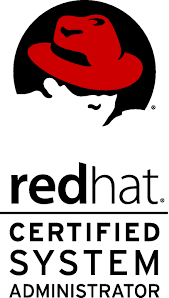 ®
redhat®
CERTIFIED
SYSTEM
ADMINISTRATOR